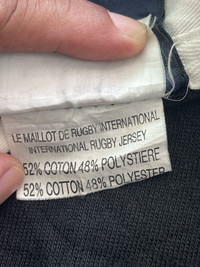 LE MAILLOT DE RUGBY INTERNATIONAL
INTERNATIONAL RUGBY JERSEY
52% COTON 48% POLYSTIERE
52% COTTON 48% POLYESTER